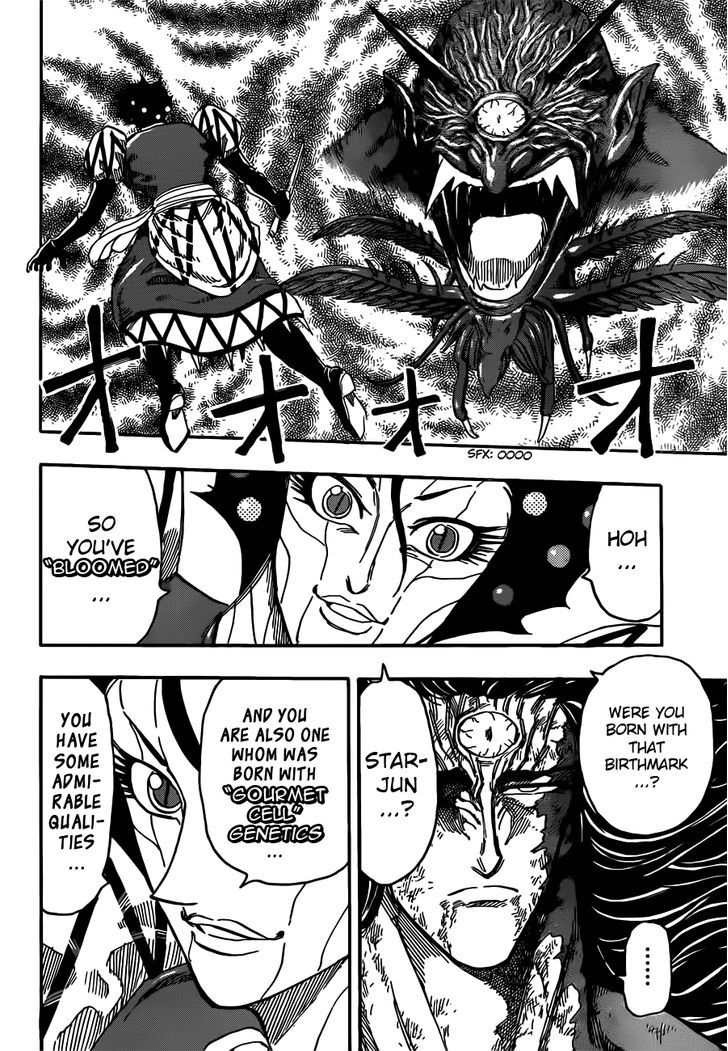 オオオオ
SFX: OOOO
HOH
...
SO
YOU'VE
"BLOOMED"
...
WERE YOU
BORN WITH
THAT
BIRTHMARK
...?
STAR-
JUN
...?
......
AND YOU
ARE ALSO ONE
WHOM WAS
BORN WITH
"GOURMET
CELL"
GENETICS
...
YOU
HAVE
SOME
ADMI-
RABLE
QUALI-
TIES
...